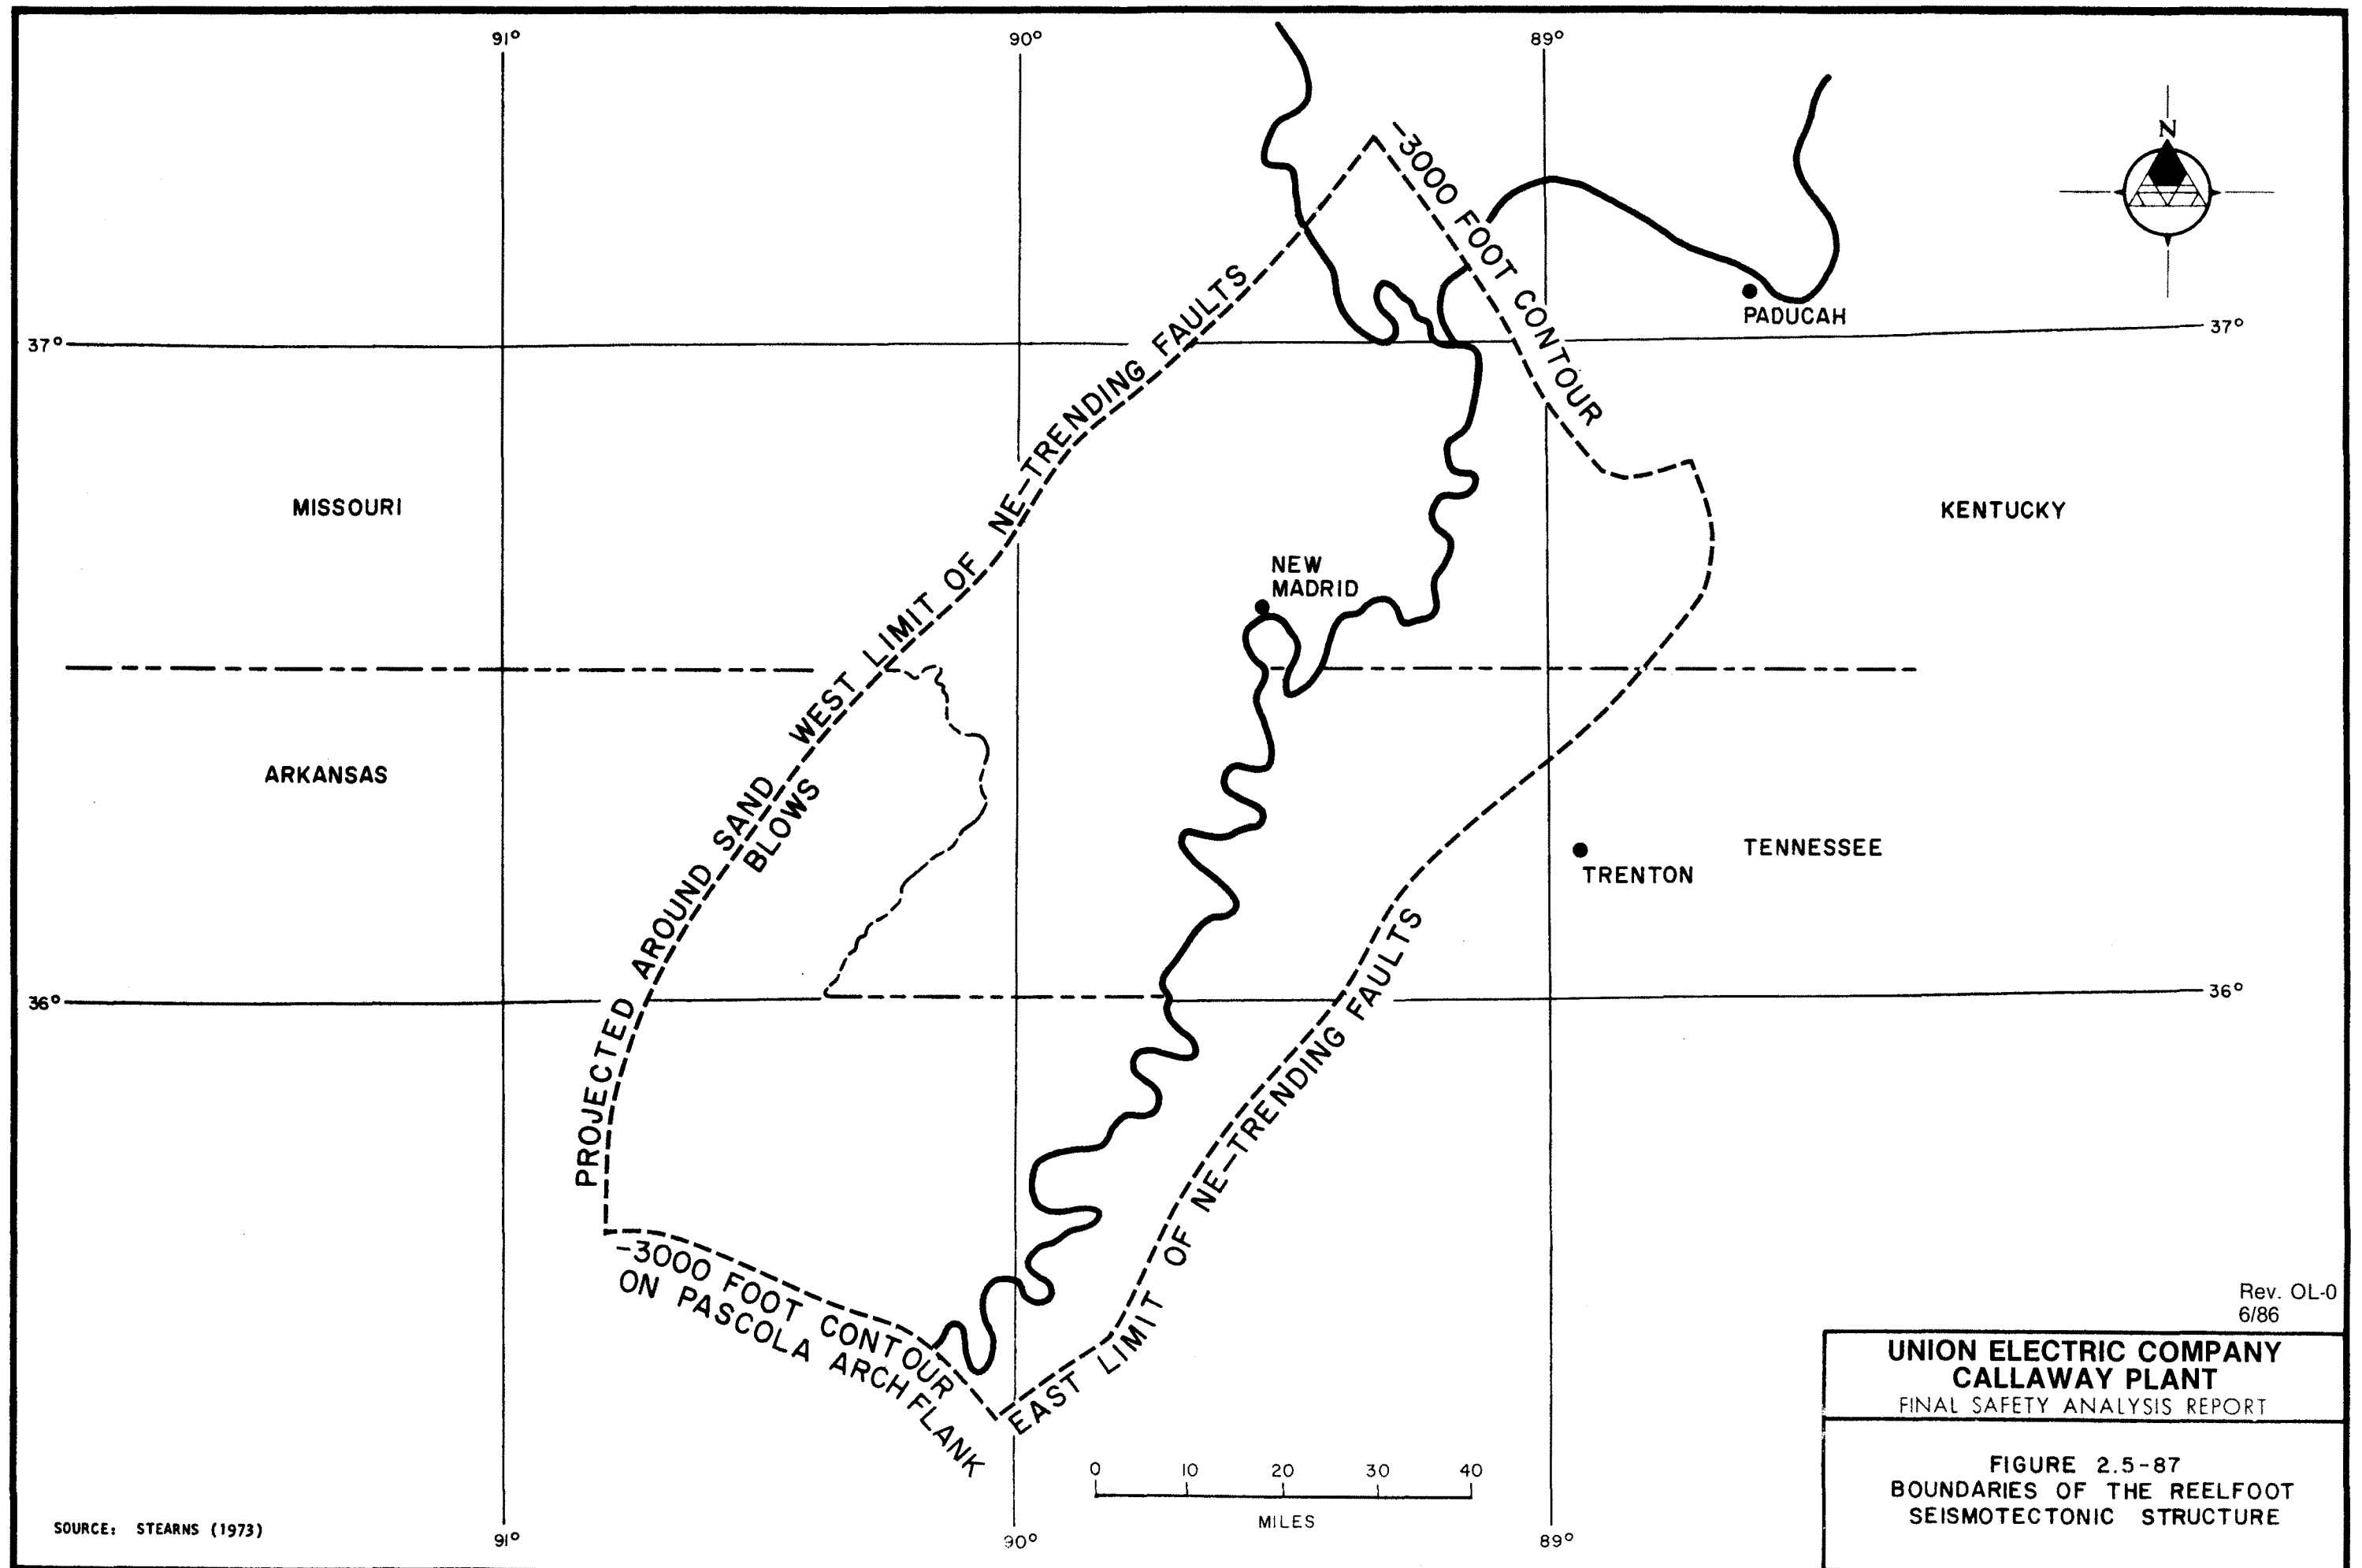 91°
90°
89°
N
-3000 FOOT CONTOUR
PADUCAH
37°
37°
WEST LIMIT OF NE-TRENDING FAULTS
MISSOURI
KENTUCKY
NEW
MADRID
ARKANSAS
PROJECTED AROUND SAND
BLOWS
TENNESSEE
TRENTON
36°
36°
EAST LIMIT OF NE-TRENDING FAULTS
-3000 FOOT CONTOUR
ON PASCOLA ARCH FLANK
0 10 20 30 40
MILES
91°
90°
89°
SOURCE: STEARNS (1973)
Rev. OL-0
6/86
UNION ELECTRIC COMPANY
CALLAWAY PLANT
FINAL SAFETY ANALYSIS REPORT
FIGURE 2.5-87
BOUNDARIES OF THE REELFOOT
SEISMOTECTONIC STRUCTURE